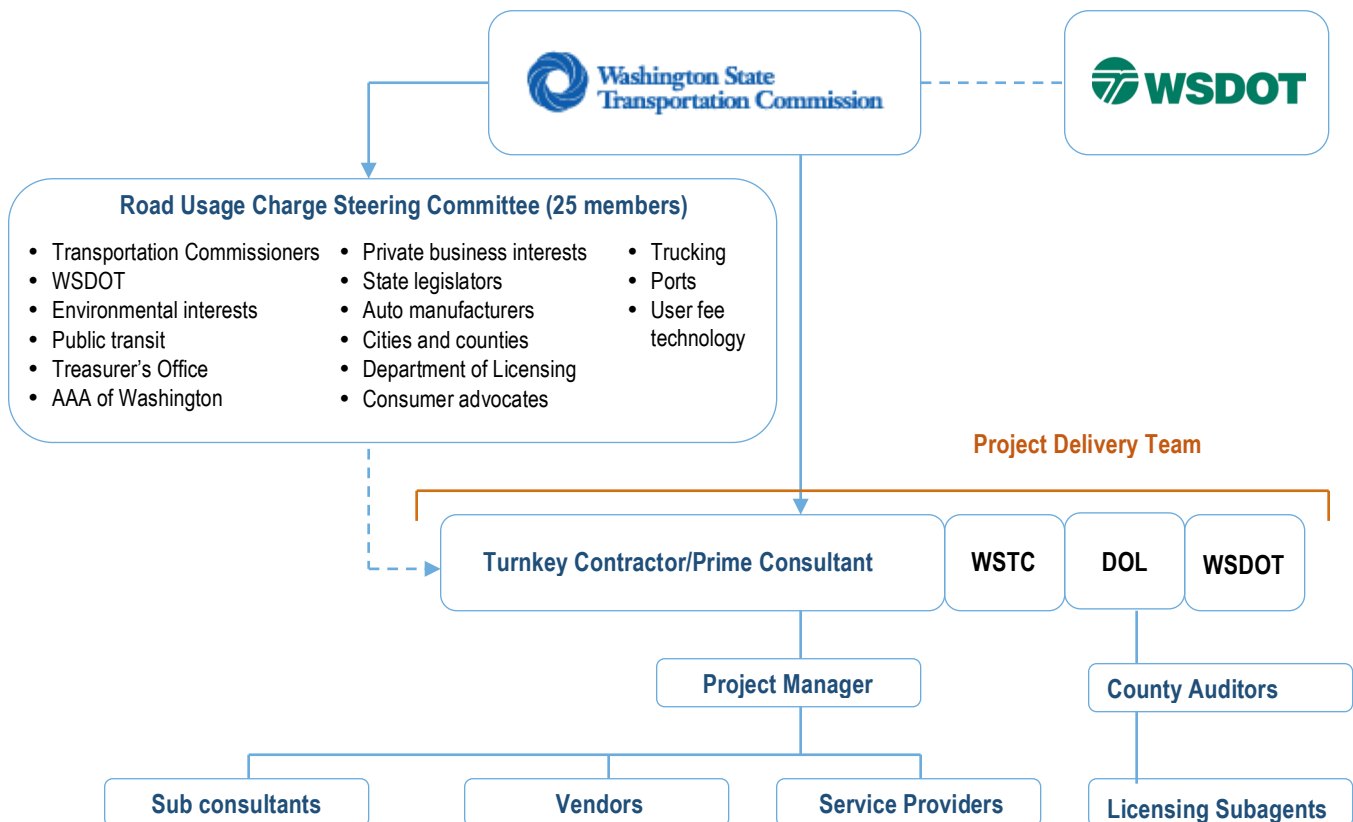 Washington State
Transportation Commission
WSDOT
Road Usage Charge Steering Committee (25 members)
• Transportation Commissioners
• WSDOT
• Environmental interests
• Public transit
• Treasurer’s Office
• AAA of Washington
• Private business interests
• State legislators
• Auto manufacturers
• Cities and counties
• Department of Licensing
• Consumer advocates
• Trucking
• Ports
• User fee
technology
Project Delivery Team
Turnkey Contractor/Prime Consultant
WSTC
DOL
WSDOT
Project Manager
County Auditors
Sub consultants
Vendors
Service Providers
Licensing Subagents